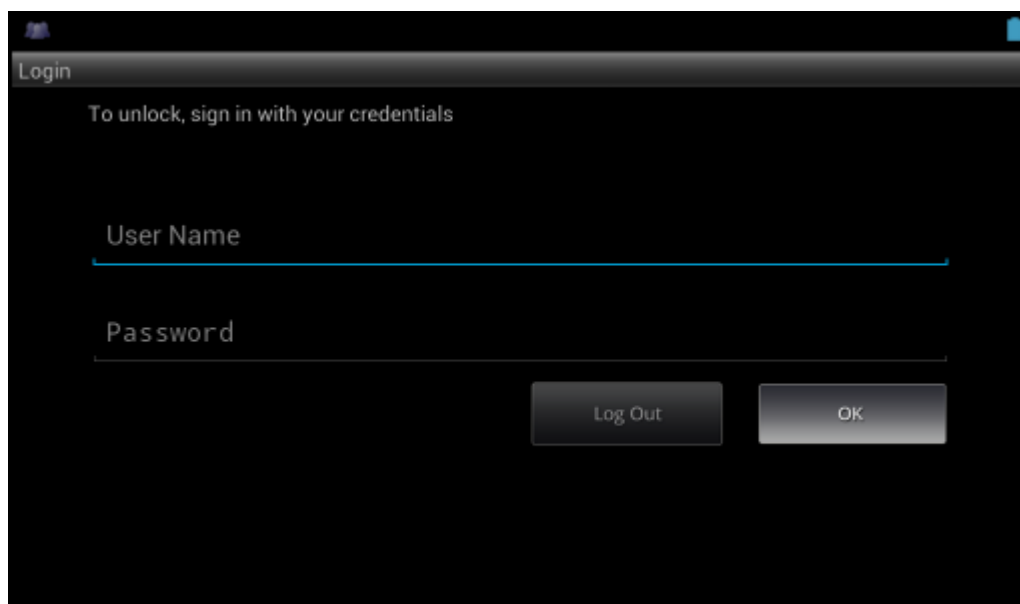 Login
To unlock, sign in with your credentials
User Name
Password
Log Out OK